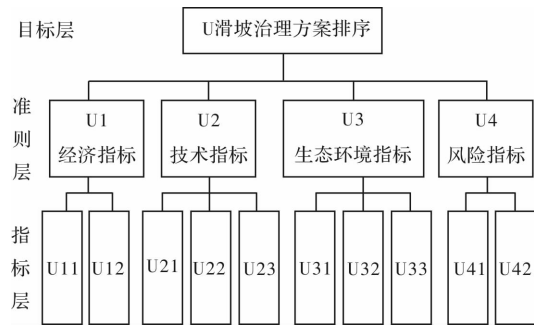 目标层
U滑坡治理方案排序
准则层
U1
经济指标
U2
技术指标
U3
生态环境指标
U4
风险指标
指标层
U11
U12
U21
U22
U23
U31
U32
U33
U41
U42